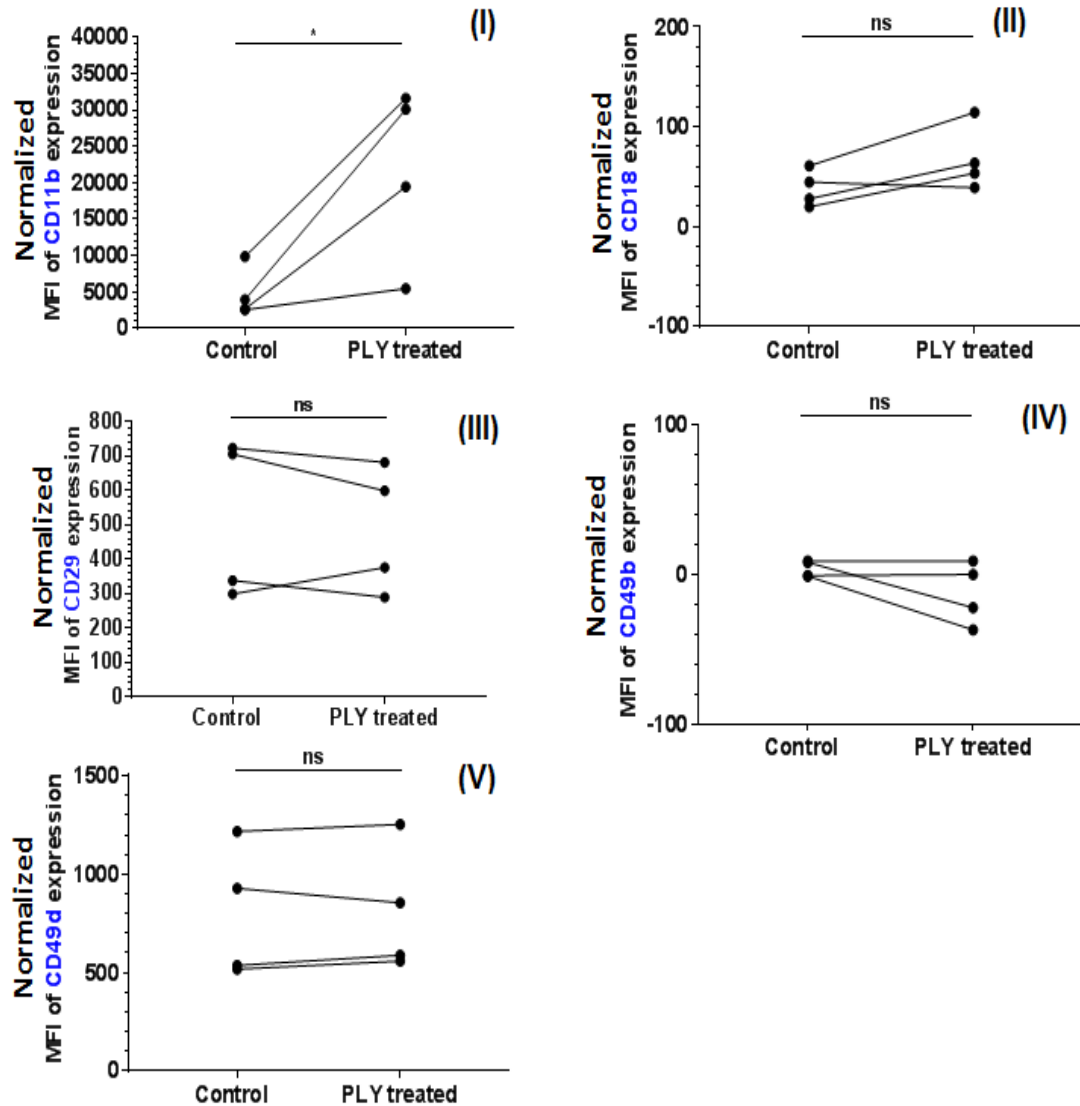 (I)
*
Normalized
MFI of CD11b expression
40000
35000
30000
25000
20000
15000
10000
5000
0
Control PLY treated
(II)
ns
Normalized
MFI of CD18 expression
200
100
0
-100
Control PLY treated
(III)
ns
Normalized
MFI of CD29 expression
800
700
600
500
400
300
200
100
0
Control PLY treated
(IV)
ns
Normalized
MFI of CD49b expression
100
0
-100
Control PLY treated
(V)
ns
Normalized
MFI of CD49d expression
1500
1000
500
0
Control PLY treated